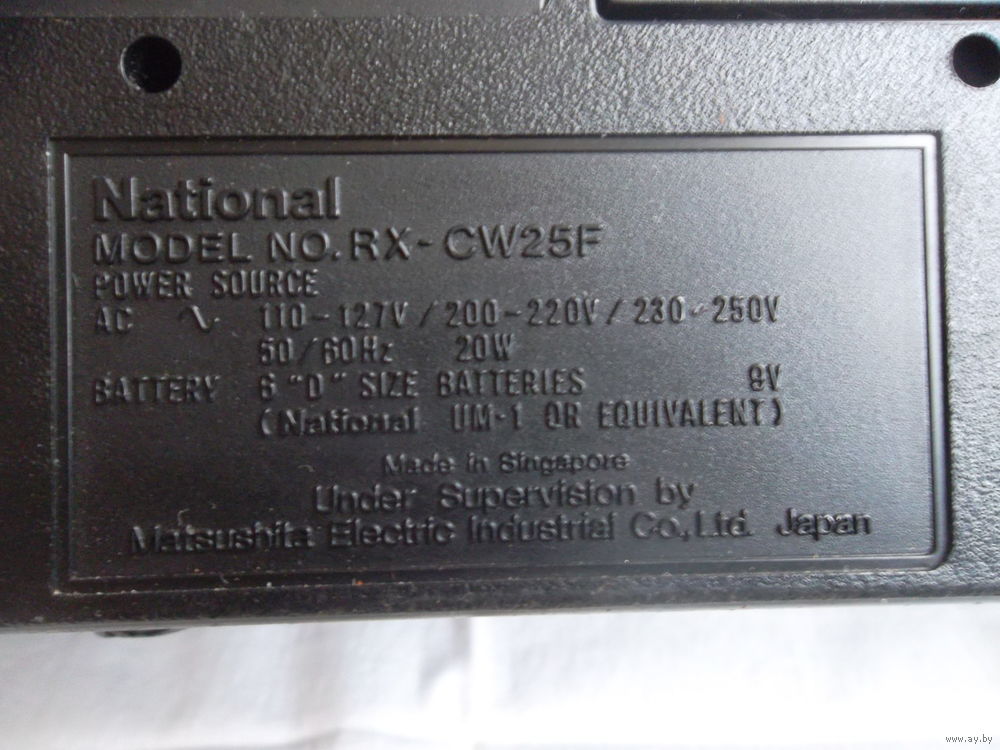 National
MODEL NO. RX-CW25F
POWER SOURCE
AC ∿ 110-127V/200-220V/230-250V
50/60Hz 20W
BATTERY 6 "D" SIZE BATTERIES 9V
(National UM-1 OR EQUIVALENT)
Made in Singapore
Under Supervision by
Matsushita Electric Industrial Co., Ltd. Japan
www.ay.by